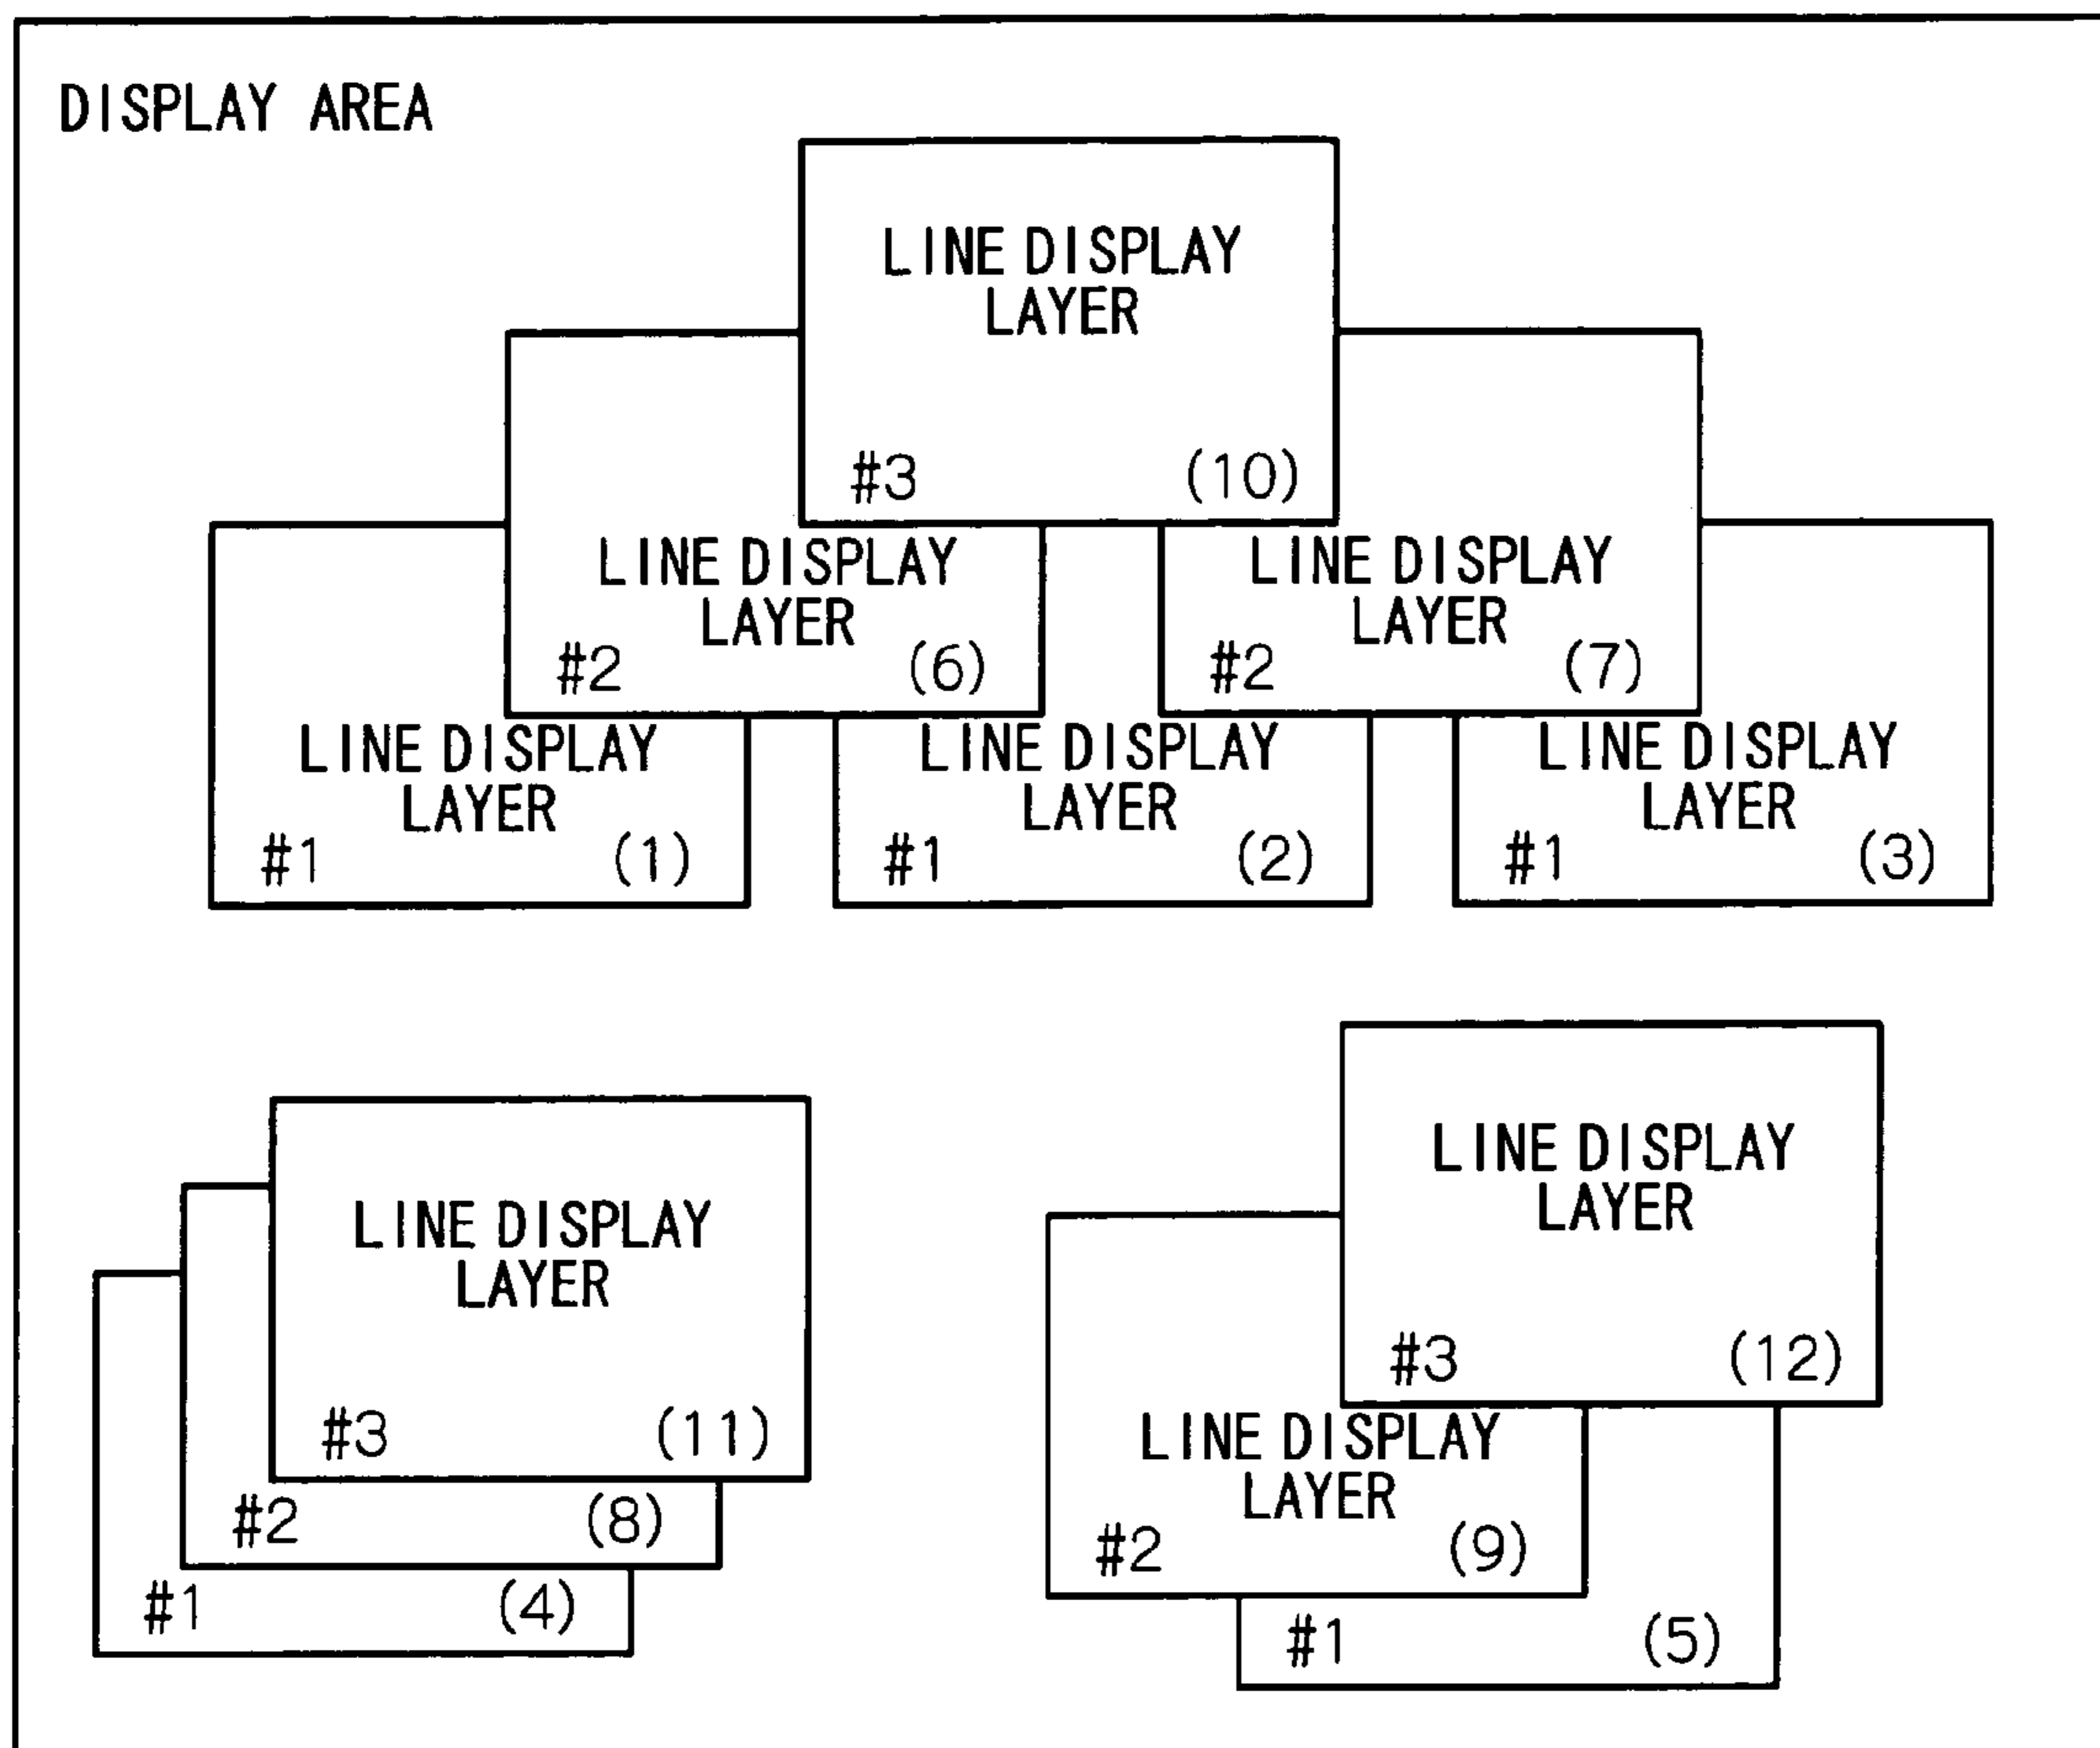 DISPLAY AREA
LINE DISPLAY
LAYER
#3 (10)
LINE DISPLAY
LAYER
#2 (6)
LINE DISPLAY
LAYER
#2 (7)
LINE DISPLAY
LAYER
#1 (1)
LINE DISPLAY
LAYER
#1 (2)
LINE DISPLAY
LAYER
#1 (3)
LINE DISPLAY
LAYER
#3 (11)
#2 (8)
#1 (4)
LINE DISPLAY
LAYER
#3 (12)
LINE DISPLAY
LAYER
#2 (9)
#1 (5)